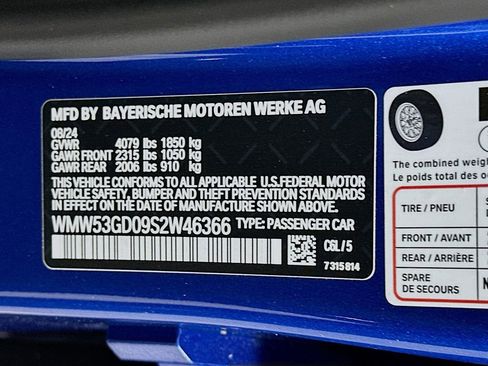 MFD BY BAYERISCHE MOTOREN WERKE AG
08/24
GVWR 4079 lbs 1850 kg
GAWR FRONT 2315 lbs 1050 kg
GAWR REAR 2006 lbs 910 kg
THIS VEHICLE CONFORMS TO ALL APPLICABLE U.S.FEDERAL MOTOR
VEHICLE SAFETY, BUMPER AND THEFT PREVENTION STANDARDS
IN EFFECT ON THE DATE OF MANUFACTURE SHOWN ABOVE.
WMW53GD09S2W46366 TYPE: PASSENGER CAR
C6L / 5
7315814
The combined
Le poids total des
TIRE / PNEU
FRONT / AVANT
REAR / ARRIÈRE
SPARE
DE SECOURS